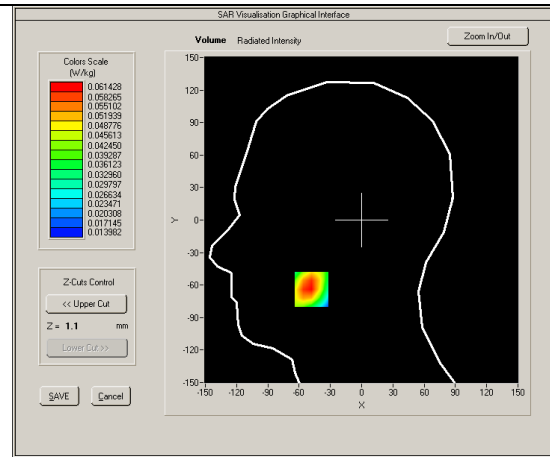 SAR Visualisation Graphical Interface
Volume Radiated Intensity
Zoom In/Out
Colors Scale
(W/kg)
0.061428
0.058265
0.055102
0.051939
0.048776
0.045613
0.042450
0.039287
0.036123
0.032960
0.029797
0.026634
0.023471
0.020308
0.017145
0.013982
Z-Cuts Control
<< Upper Cut
Z = 1.1 mm
Lower Cut >>
SAVE Cancel
150
120
90
60
30
0
-30
-60
-90
-120
-150
Y
-150 -120 -90 -60 -30 0 30 60 90 120 150
X